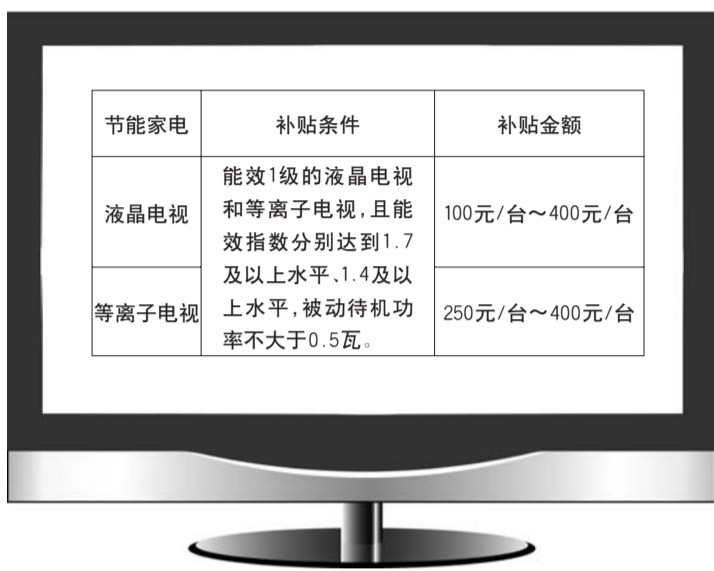 节能家电
补贴条件
补贴金额
液晶电视
能效1级的液晶电视
和等离子电视,且能
效指数分别达到1.7
及以上水平、1.4及以
上水平,被动待机功
率不大于0.5瓦。
100元/台～400元/台
等离子电视
250元/台～400元/台